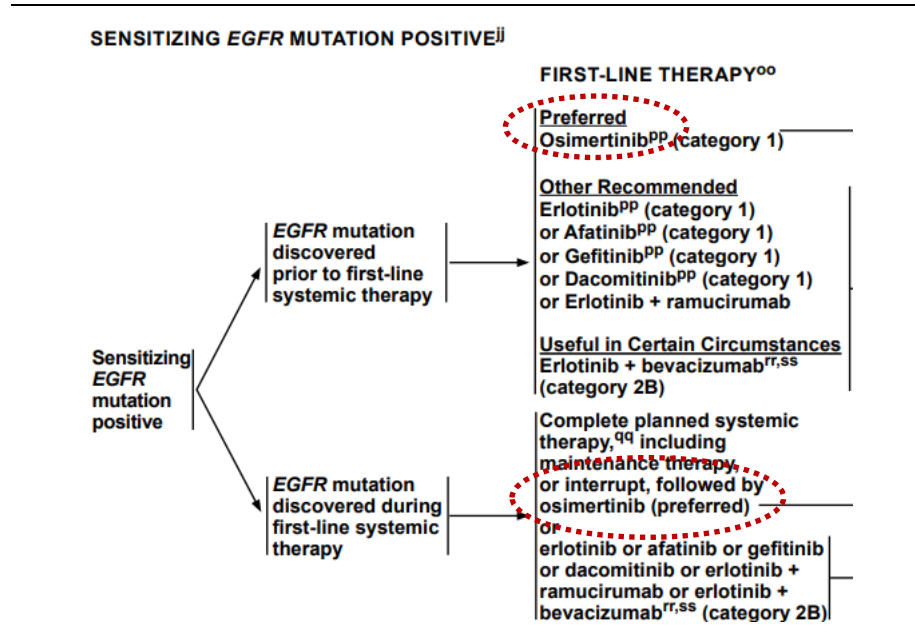 SENSITIZING EGFR MUTATION POSITIVEjj
FIRST-LINE THERAPYoo
Preferred
Osimertinibpp (category 1)
Other Recommended
Erlotinibpp (category 1)
or Afatinibpp (category 1)
or Gefitinibpp (category 1)
or Dacomitinibpp (category 1)
or Erlotinib + ramucirumab
Useful in Certain Circumstances
Erlotinib + bevacizumabrr,ss
(category 2B)
EGFR mutation
discovered
prior to first-line
systemic therapy
Sensitizing
EGFR
mutation
positive
EGFR mutation
discovered during
first-line systemic
therapy
Complete planned systemic
therapy,qq including
maintenance therapy,
or interrupt, followed by
osimertinib (preferred)
or
erlotinib or afatinib or gefitinib
or dacomitinib or erlotinib +
ramucirumab or erlotinib +
bevacizumabrr,ss (category 2B)